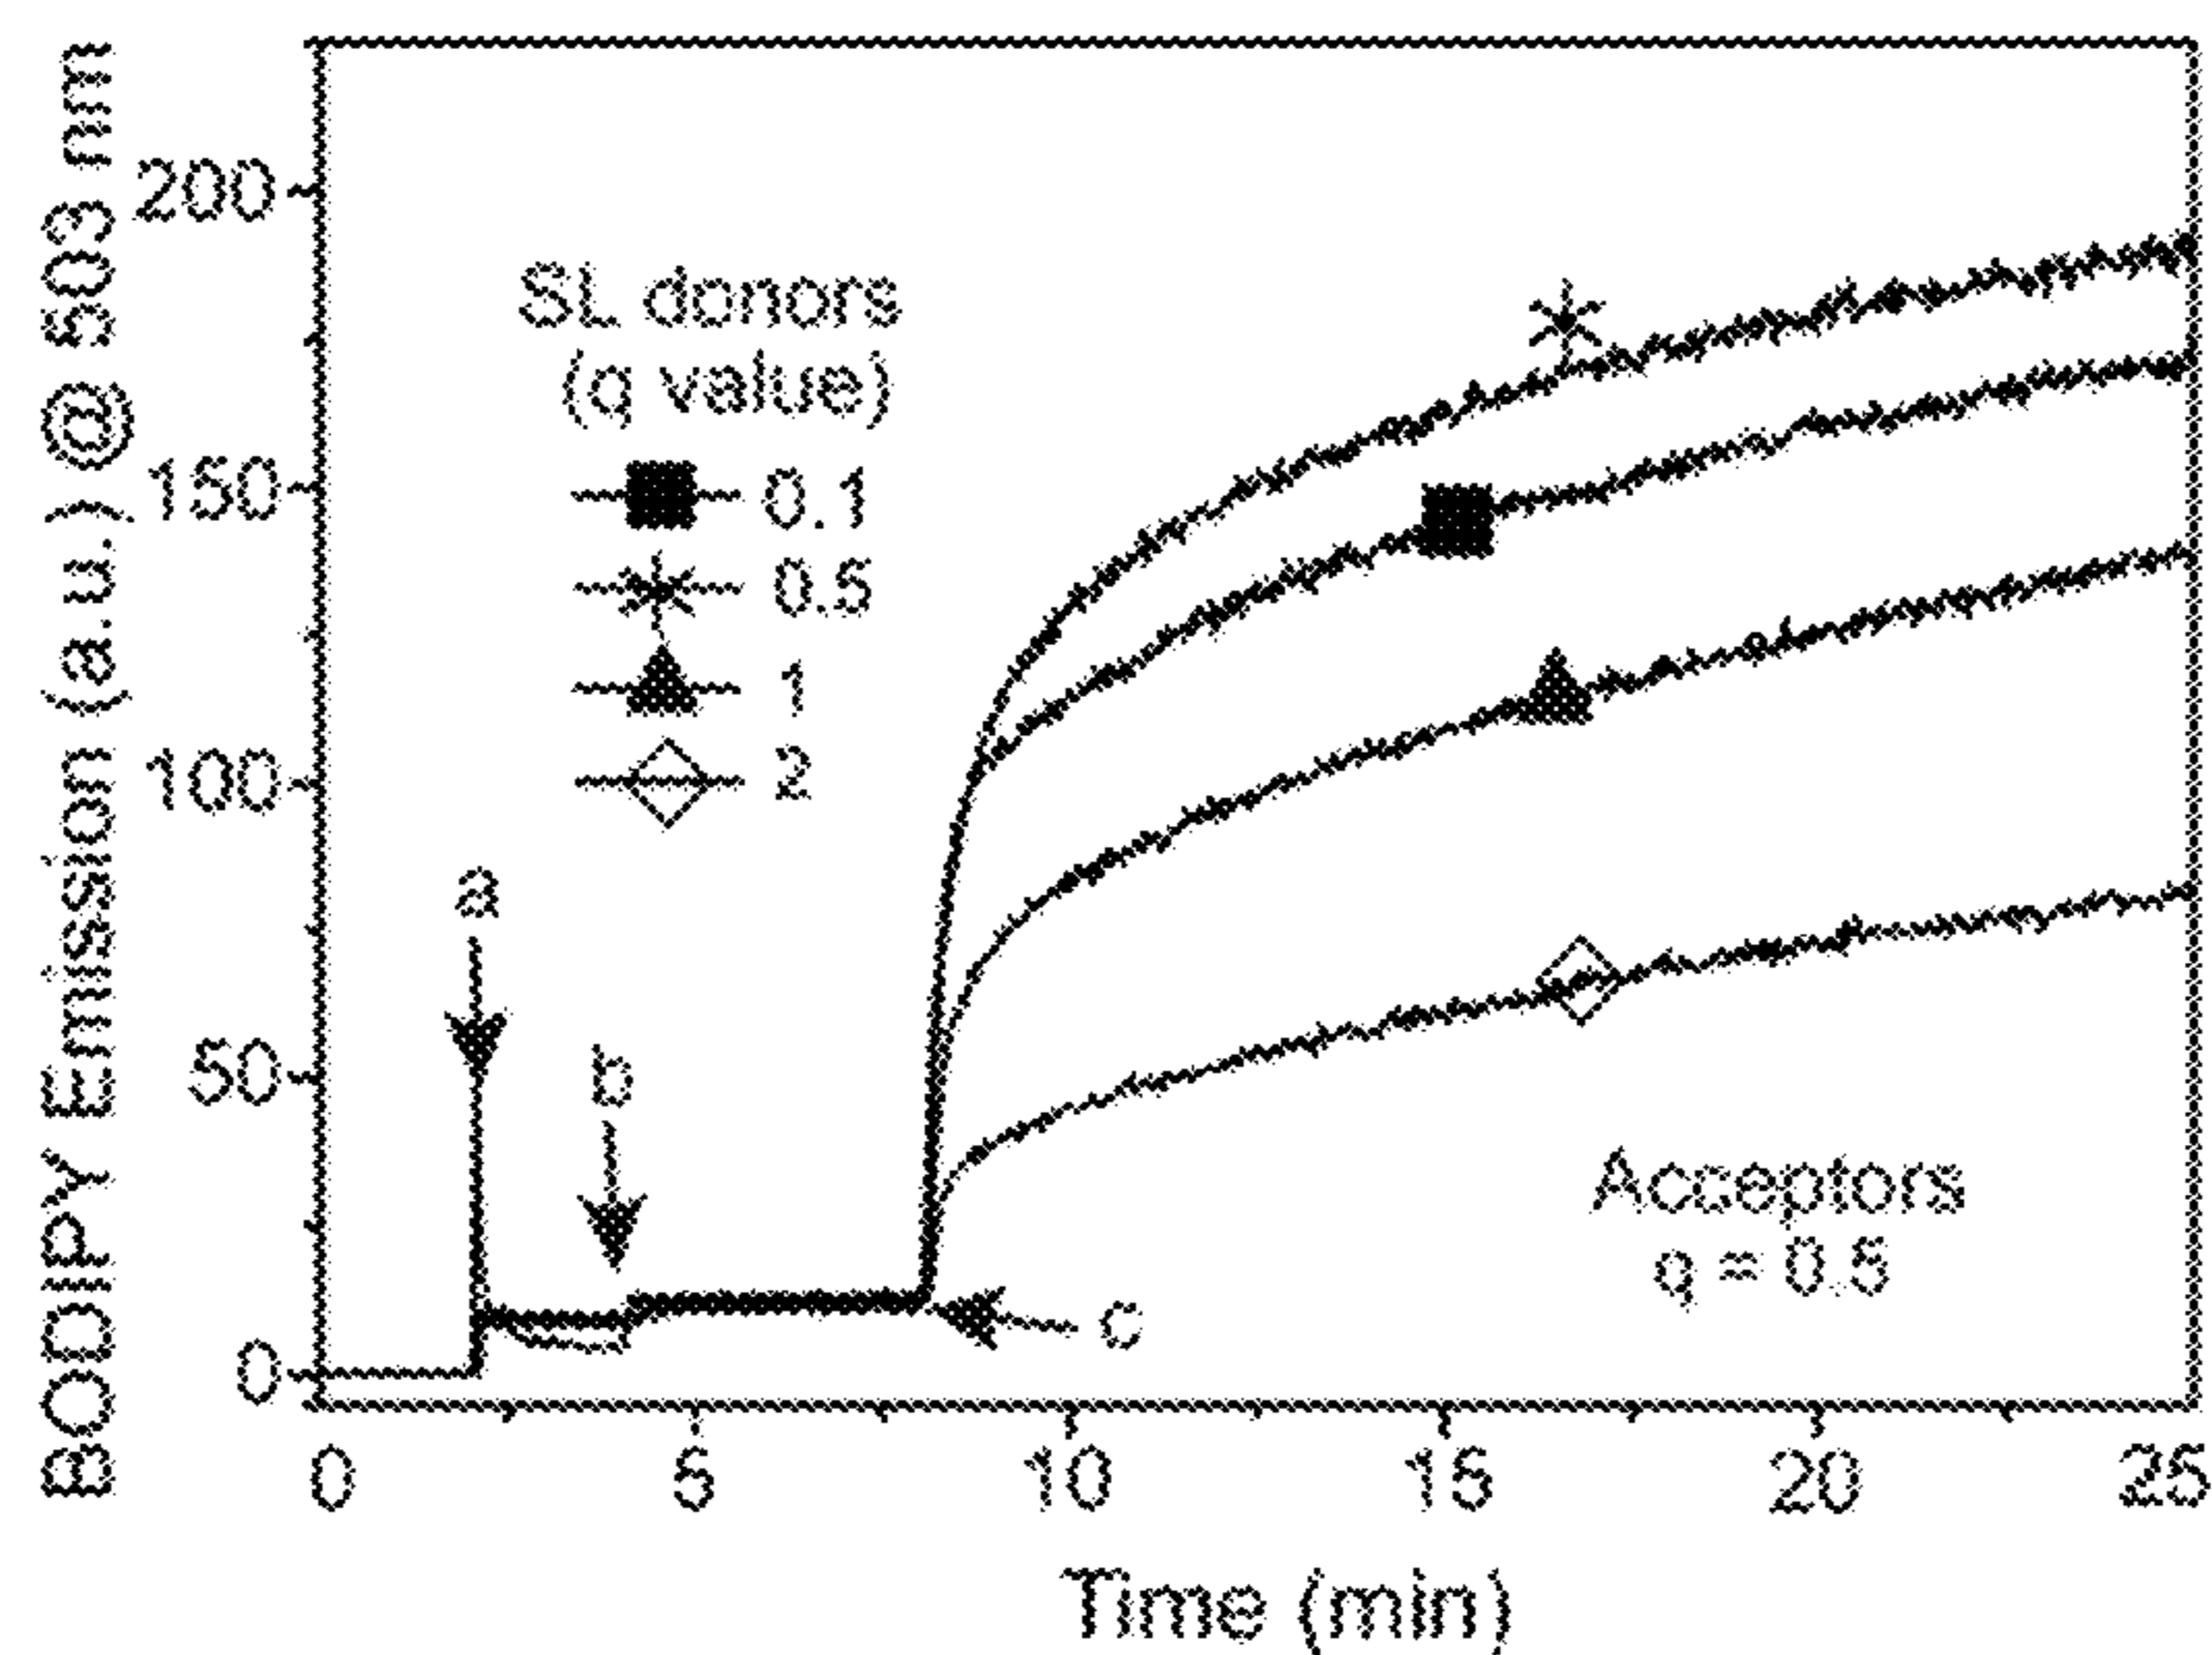 BODIPY Emission (a.u.) @ 503 nm
200
150
100
50
0
SL donors
(q value)
0.1
0.5
1
2
a
b
c
Acceptors
q = 0.5
0 5 10 15 20 25
Time (min)